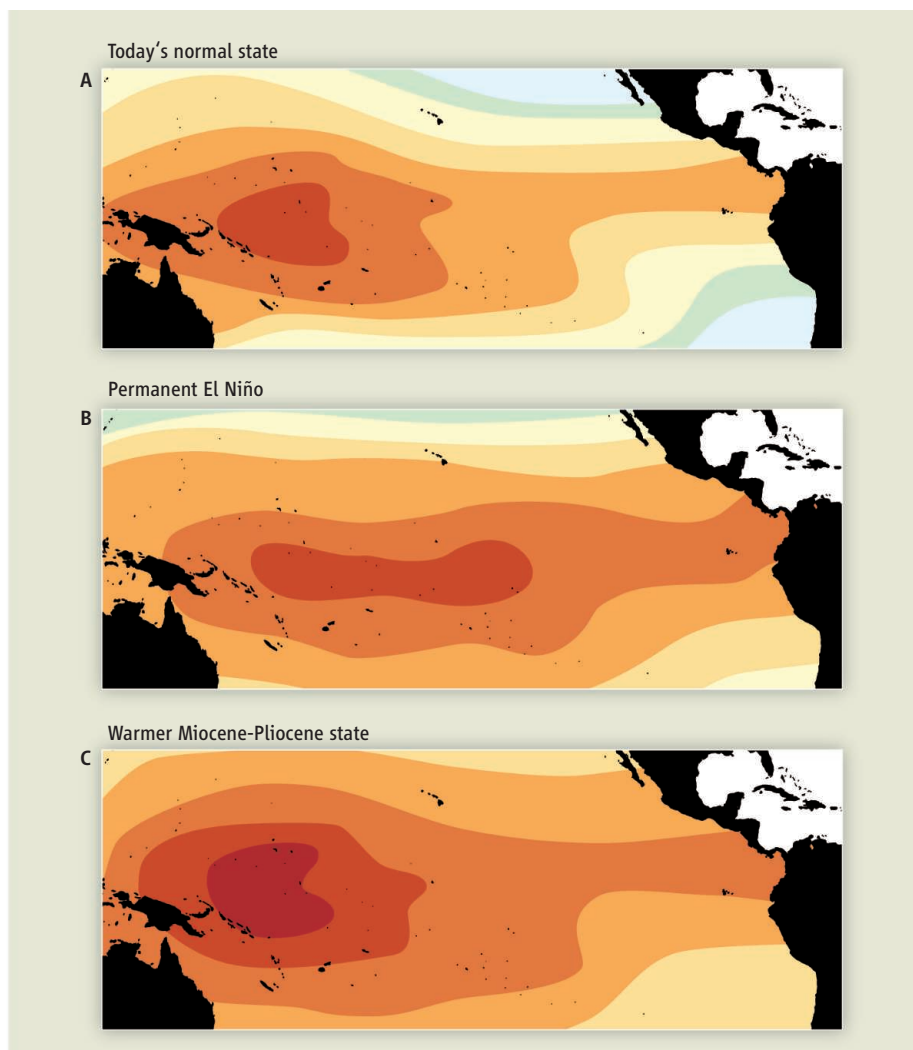 Today‘s normal state
A
Permanent El Niño
B
Warmer Miocene-Pliocene state
C